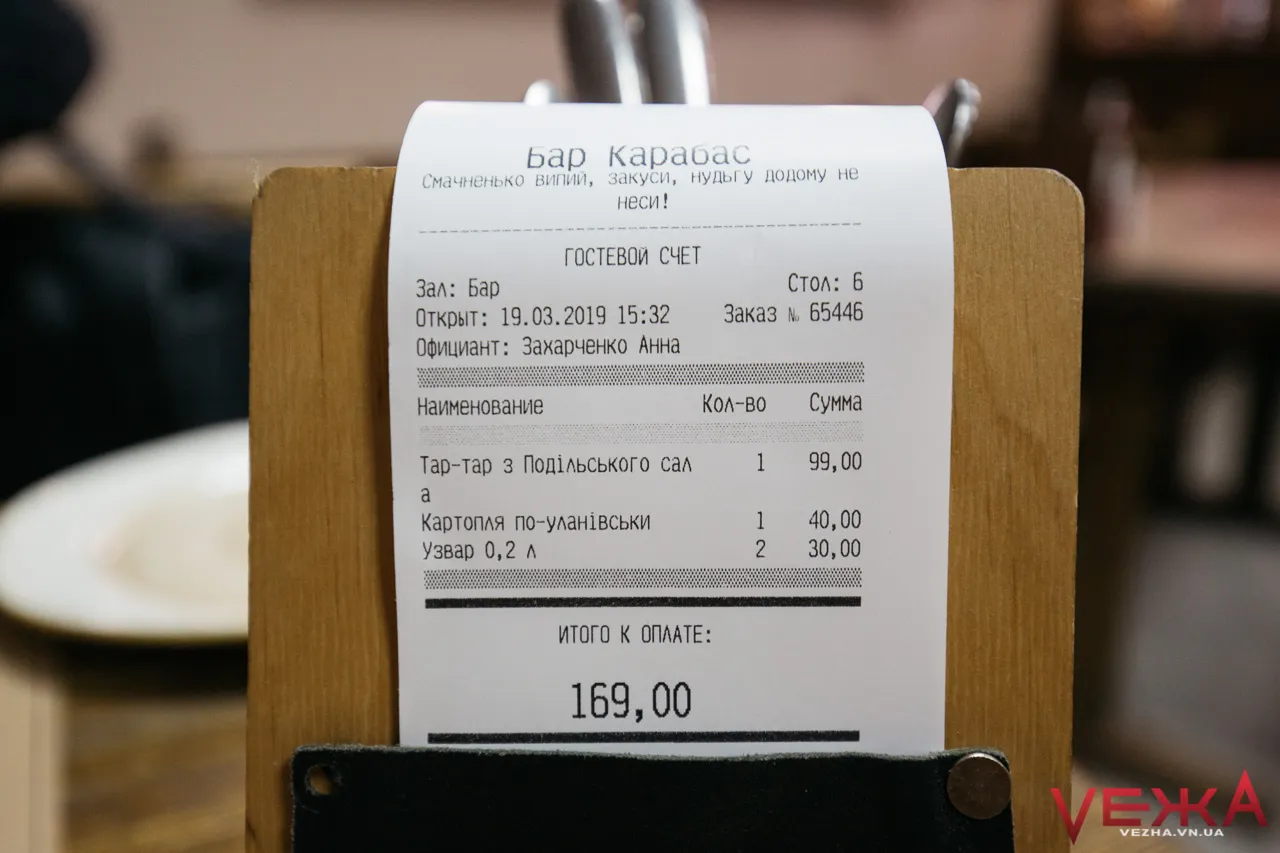 Бар Карабас
Смачненько випий, закуси, нудьгу додому не
неси!
ГОСТЕВОЙ СЧЕТ
Зал: Бар Стол: 6
Открыт: 19.03.2019 15:32 Заказ № 65446
Официант: Захарченко Анна
Наименование Кол-во Сумма
Тар-тар з Подільського сал 1 99,00
а
Картопля по-уланівськи 1 40,00
Узвар 0,2 л 2 30,00
ИТОГО К ОПЛАТЕ:
169,00
VЕЖА
VEZHA.VN.UA